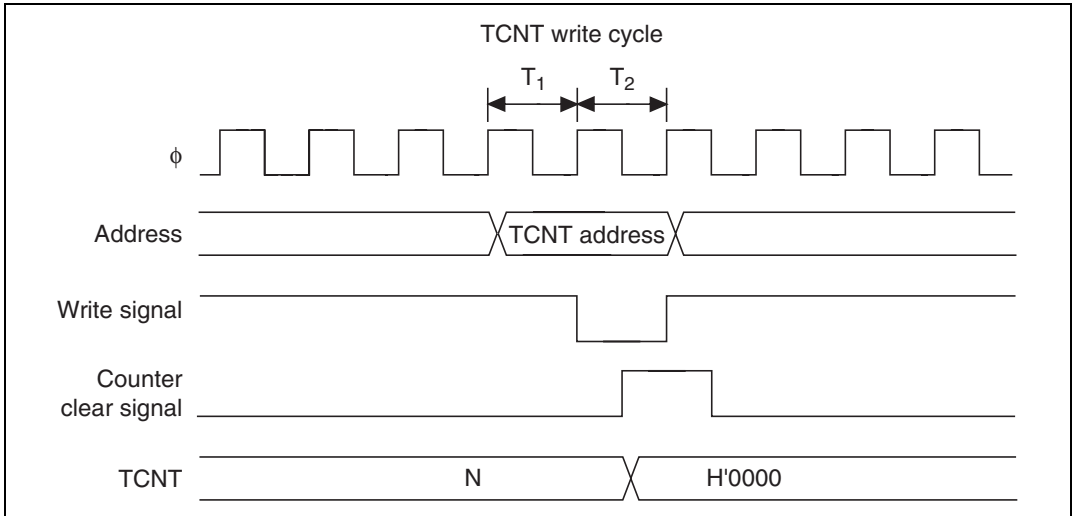 TCNT write cycle
T1 T2
ϕ
Address
TCNT address
Write signal
Counter
clear signal
TCNT
N
H'0000